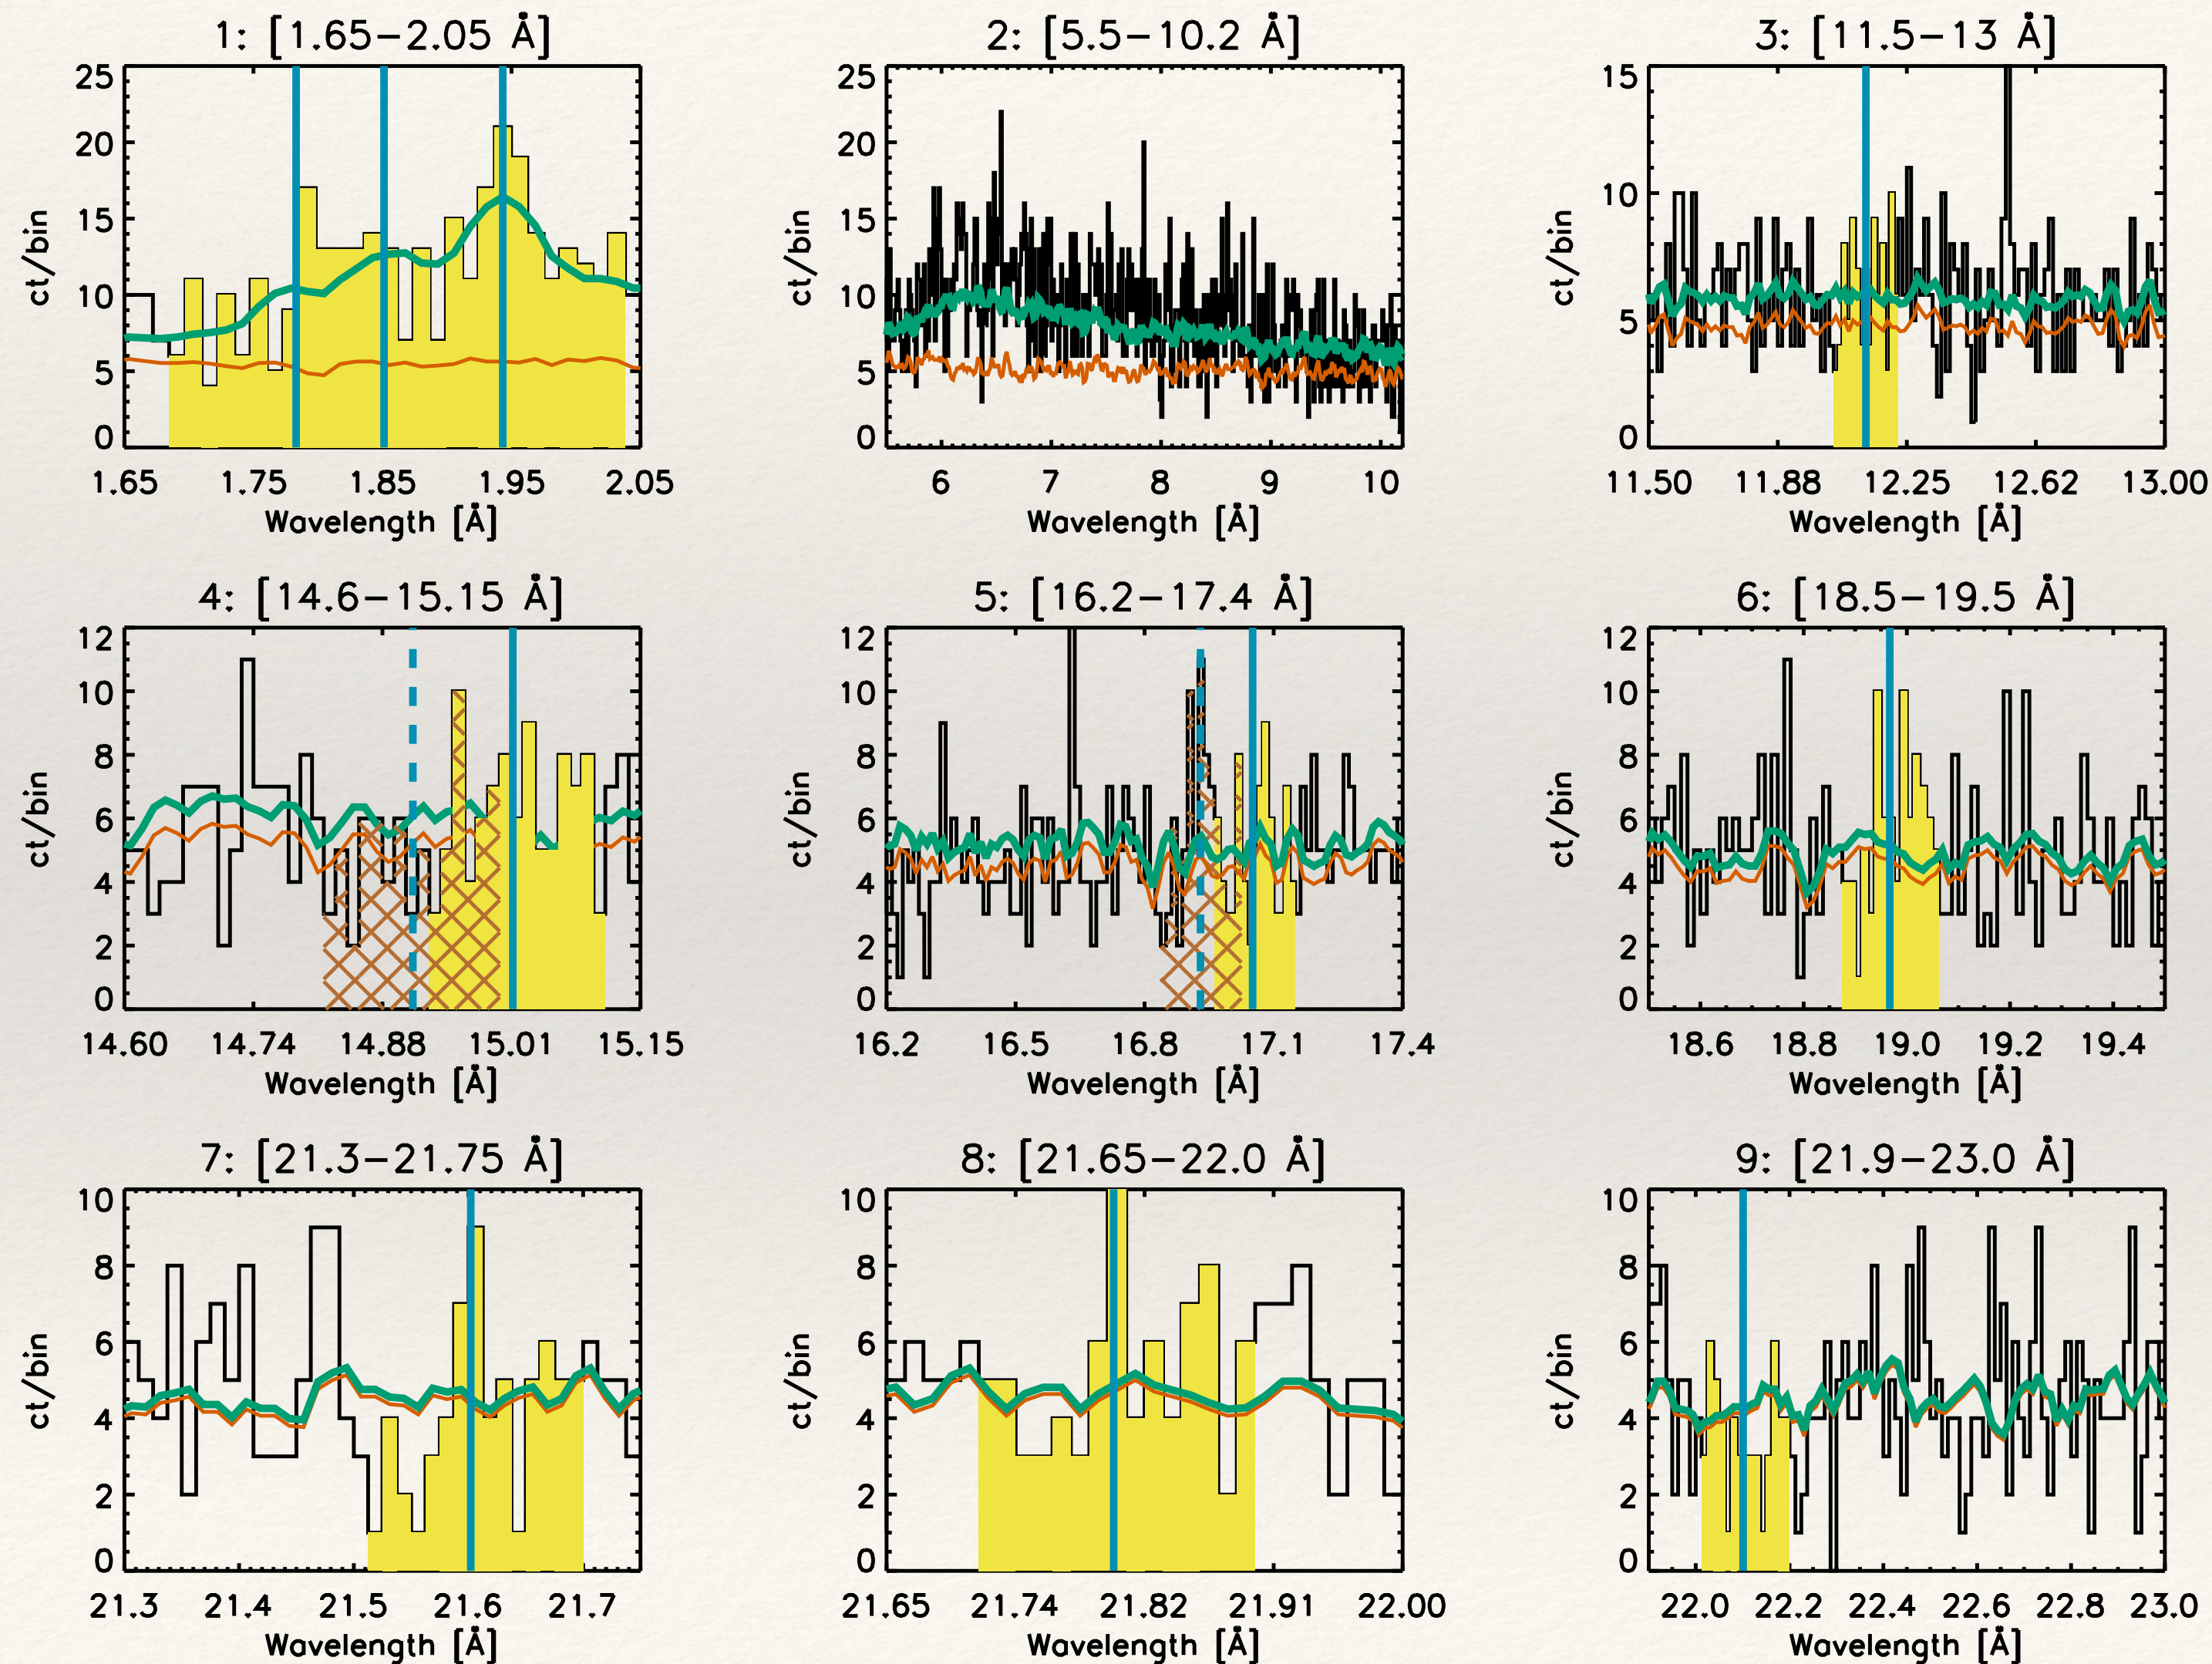 1: [1.65−2.05 Å]
25
20
15
10
5
0
ct/bin
1.65 1.75 1.85 1.95 2.05
Wavelength [Å]
2: [5.5−10.2 Å]
25
20
15
10
5
0
ct/bin
6 7 8 9 10
Wavelength [Å]
3: [11.5−13 Å]
15
10
5
0
ct/bin
11.50 11.88 12.25 12.62 13.00
Wavelength [Å]
4: [14.6−15.15 Å]
12
10
8
6
4
2
0
ct/bin
14.60 14.74 14.88 15.01 15.15
Wavelength [Å]
5: [16.2−17.4 Å]
12
10
8
6
4
2
0
ct/bin
16.2 16.5 16.8 17.1 17.4
Wavelength [Å]
6: [18.5−19.5 Å]
12
10
8
6
4
2
0
ct/bin
18.6 18.8 19.0 19.2 19.4
Wavelength [Å]
7: [21.3−21.75 Å]
10
8
6
4
2
0
ct/bin
21.3 21.4 21.5 21.6 21.7
Wavelength [Å]
8: [21.65−22.0 Å]
10
8
6
4
2
0
ct/bin
21.65 21.74 21.82 21.91 22.00
Wavelength [Å]
9: [21.9−23.0 Å]
10
8
6
4
2
0
ct/bin
22.0 22.2 22.4 22.6 22.8 23.0
Wavelength [Å]